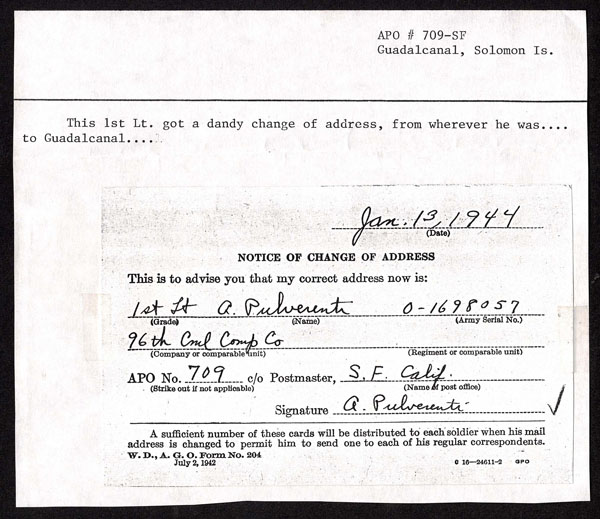 APO # 709-SF
Guadalcanal, Solomon Is.
This 1st Lt. got a dandy change of address, from wherever he was....
to Guadalcanal....
Jan. 13, 1944
(Date)
NOTICE OF CHANGE OF ADDRESS
This is to advise you that my correct address now is:
1st Lt A. Pulverenti 0-1698057
(Grade) (Name) (Army Serial No.)
96th Cml Comp Co
(Company or comparable unit) (Regiment or comparable unit)
APO No. 709 c/o Postmaster, S. F. Calif.
(Strike out if not applicable) (Name of post office)
Signature A. Pulverenti
A sufficient number of these cards will be distributed to each soldier when his mail
address is changed to permit him to send one to each of his regular correspondents.
W. D., A. G. O. Form No. 204
July 2, 1942 16—24611-2 GPO